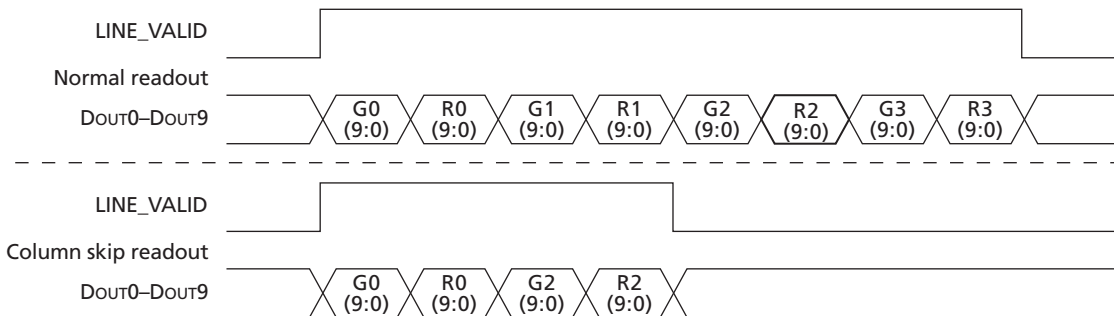 LINE_VALID
Normal readout
DOUT0–DOUT9
G0 (9:0)
R0 (9:0)
G1 (9:0)
R1 (9:0)
G2 (9:0)
R2 (9:0)
G3 (9:0)
R3 (9:0)
LINE_VALID
Column skip readout
DOUT0–DOUT9
G0 (9:0)
R0 (9:0)
G2 (9:0)
R2 (9:0)